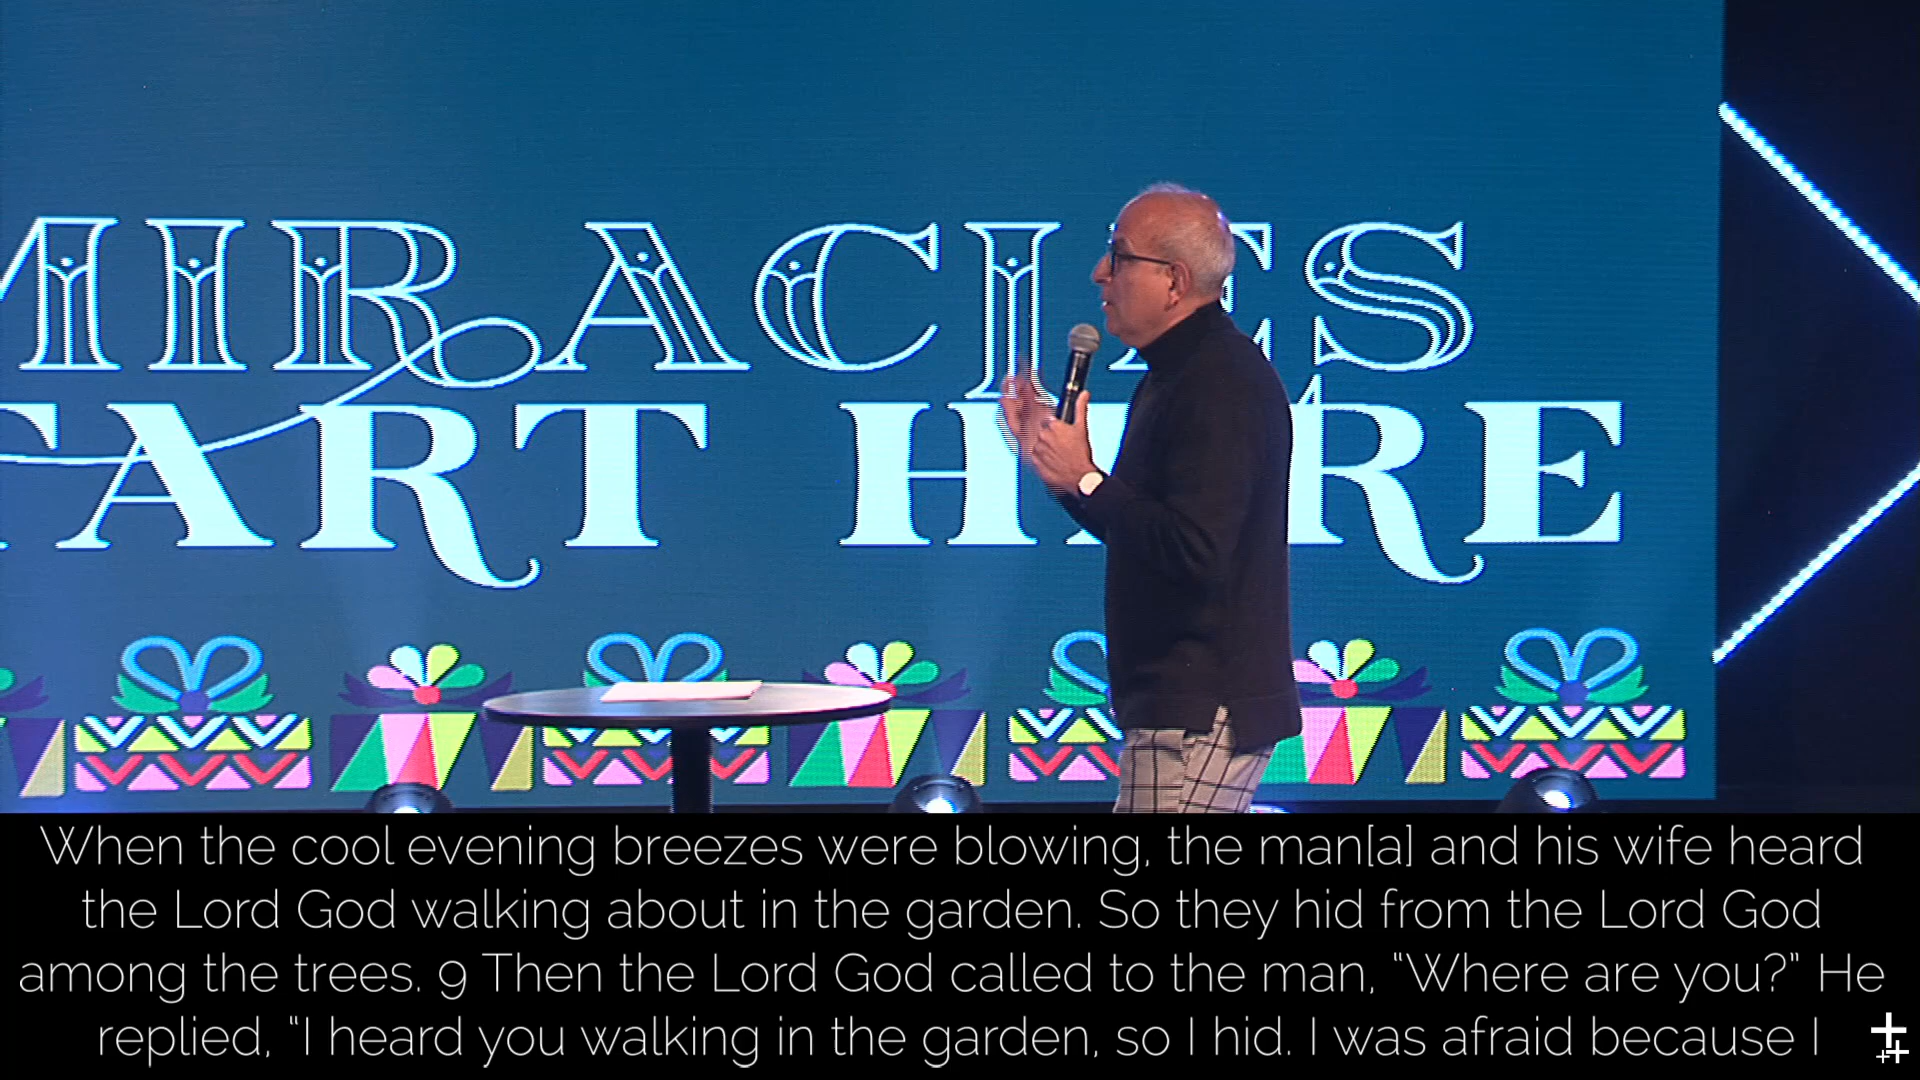 MIRACLES
TART HERE
When the cool evening breezes were blowing, the man[a] and his wife heard
the Lord God walking about in the garden. So they hid from the Lord God
among the trees. 9 Then the Lord God called to the man, "Where are you?" He
replied, "I heard you walking in the garden, so I hid. I was afraid because I